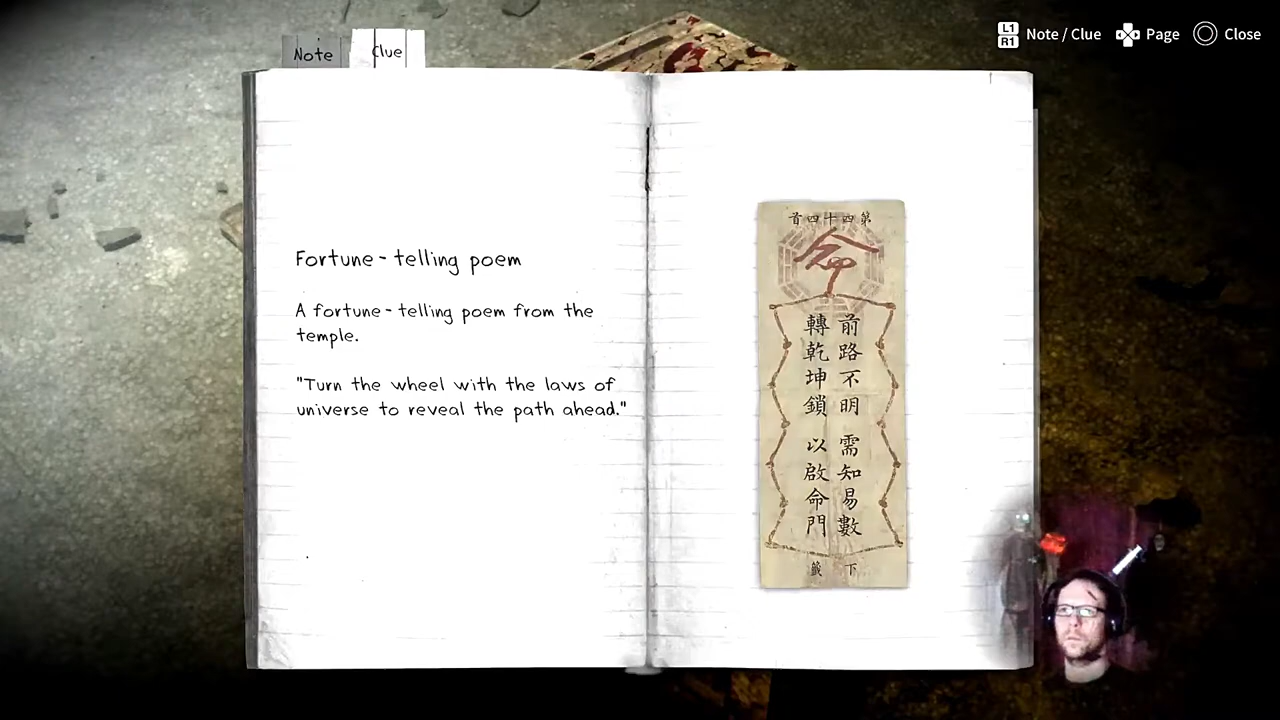 Note
Clue
L1
R1
Note / Clue
Page
Close
Fortune-telling poem
A fortune-telling poem from the
temple.
"Turn the wheel with the laws of
universe to reveal the path ahead."
第四十四首
命
前路不明 需知易數
轉乾坤鎖 以啟命門
下籤